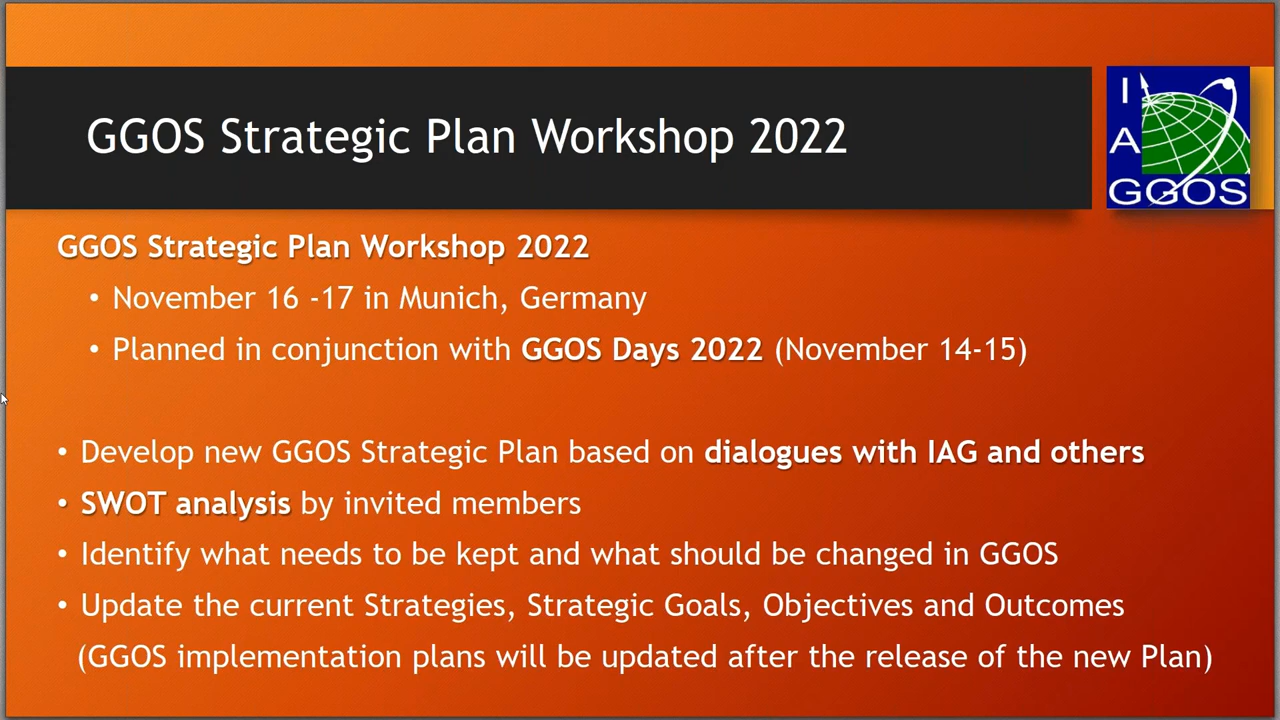 GGOS Strategic Plan Workshop 2022
I
A
GGOS
GGOS Strategic Plan Workshop 2022
• November 16 -17 in Munich, Germany
• Planned in conjunction with GGOS Days 2022 (November 14-15)
• Develop new GGOS Strategic Plan based on dialogues with IAG and others
• SWOT analysis by invited members
• Identify what needs to be kept and what should be changed in GGOS
• Update the current Strategies, Strategic Goals, Objectives and Outcomes
(GGOS implementation plans will be updated after the release of the new Plan)